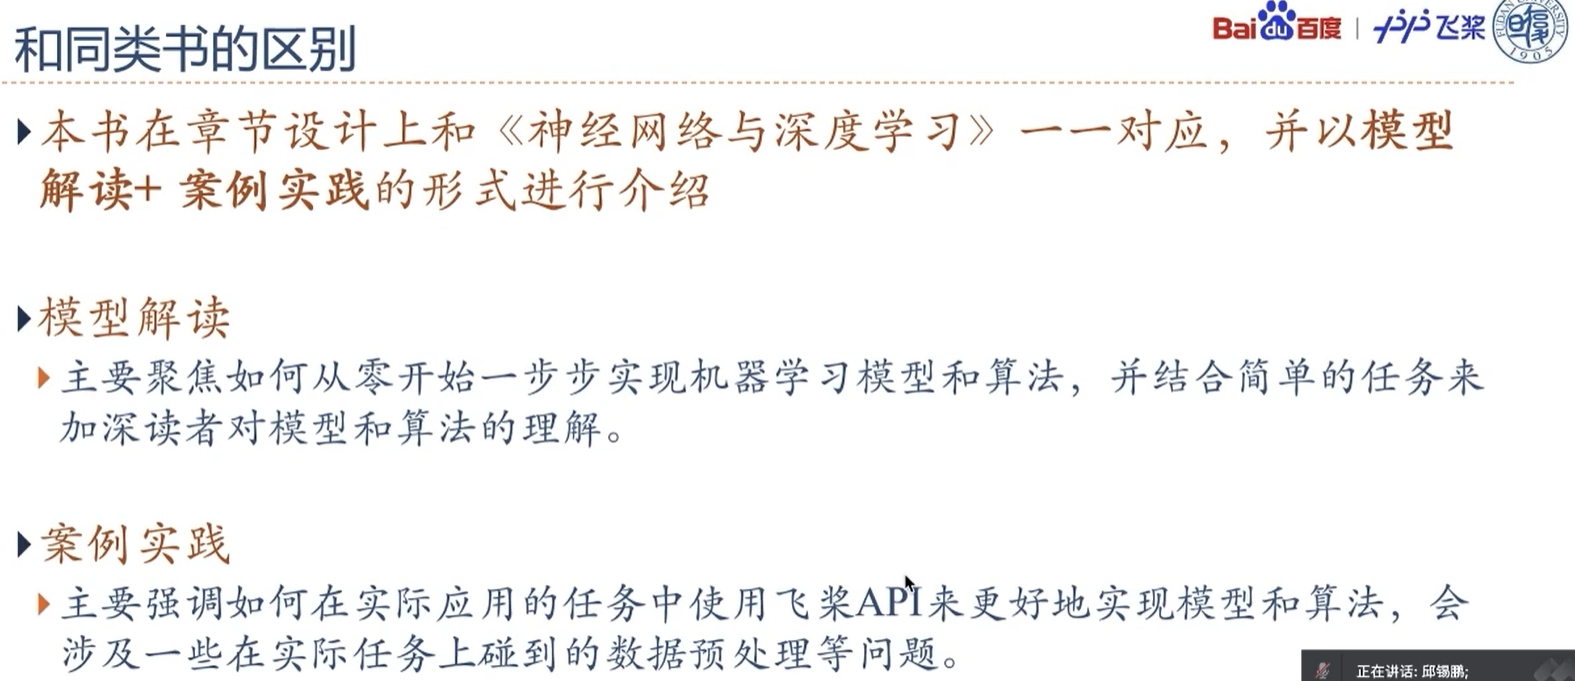 和同类书的区别
Bai du 百度 | 飞桨
本书在章节设计上和《神经网络与深度学习》一一对应，并以模型
解读+ 案例实践的形式进行介绍
模型解读
主要聚焦如何从零开始一步步实现机器学习模型和算法，并结合简单的任务来
加深读者对模型和算法的理解。
案例实践
主要强调如何在实际应用的任务中使用飞桨API来更好地实现模型和算法，会
涉及一些在实际任务上碰到的数据预处理等问题。
正在讲话: 邱锡鹏;